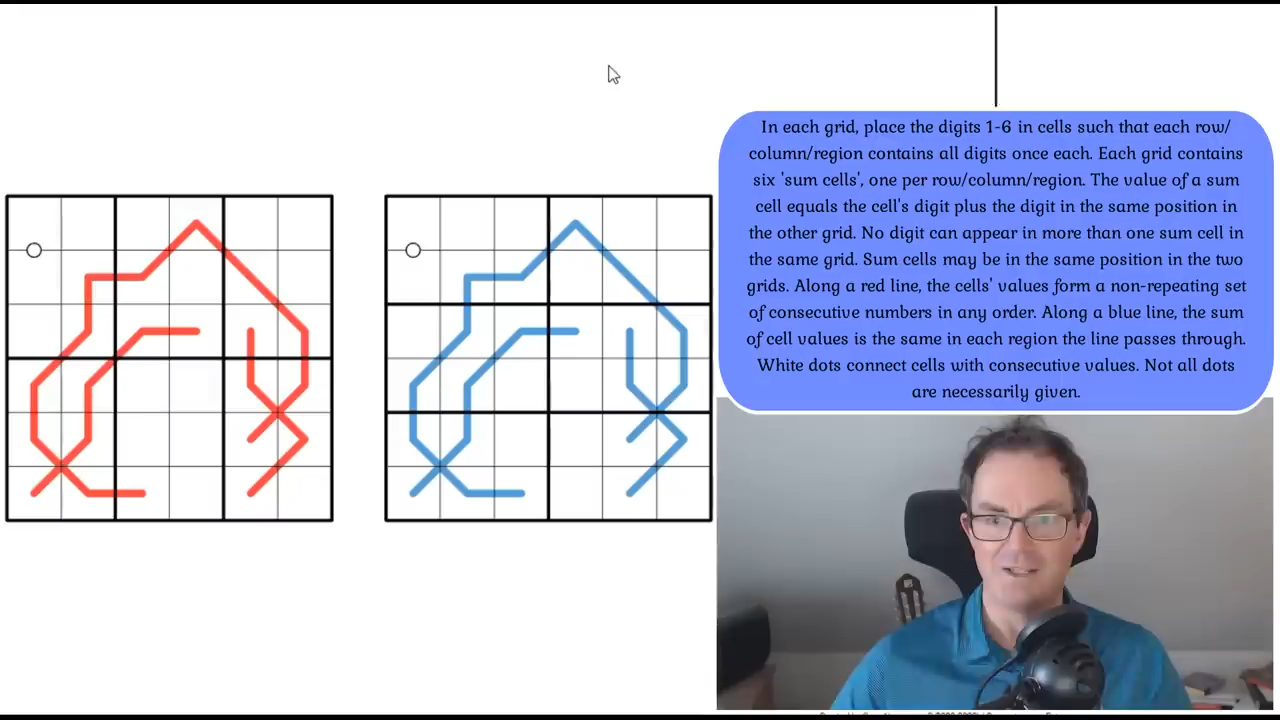 In each grid, place the digits 1-6 in cells such that each row/
column/region contains all digits once each. Each grid contains
six 'sum cells', one per row/column/region. The value of a sum
cell equals the cell's digit plus the digit in the same position in
the other grid. No digit can appear in more than one sum cell in
the same grid. Sum cells may be in the same position in the two
grids. Along a red line, the cells' values form a non-repeating set
of consecutive numbers in any order. Along a blue line, the sum
of cell values is the same in each region the line passes through.
White dots connect cells with consecutive values. Not all dots
are necessarily given.